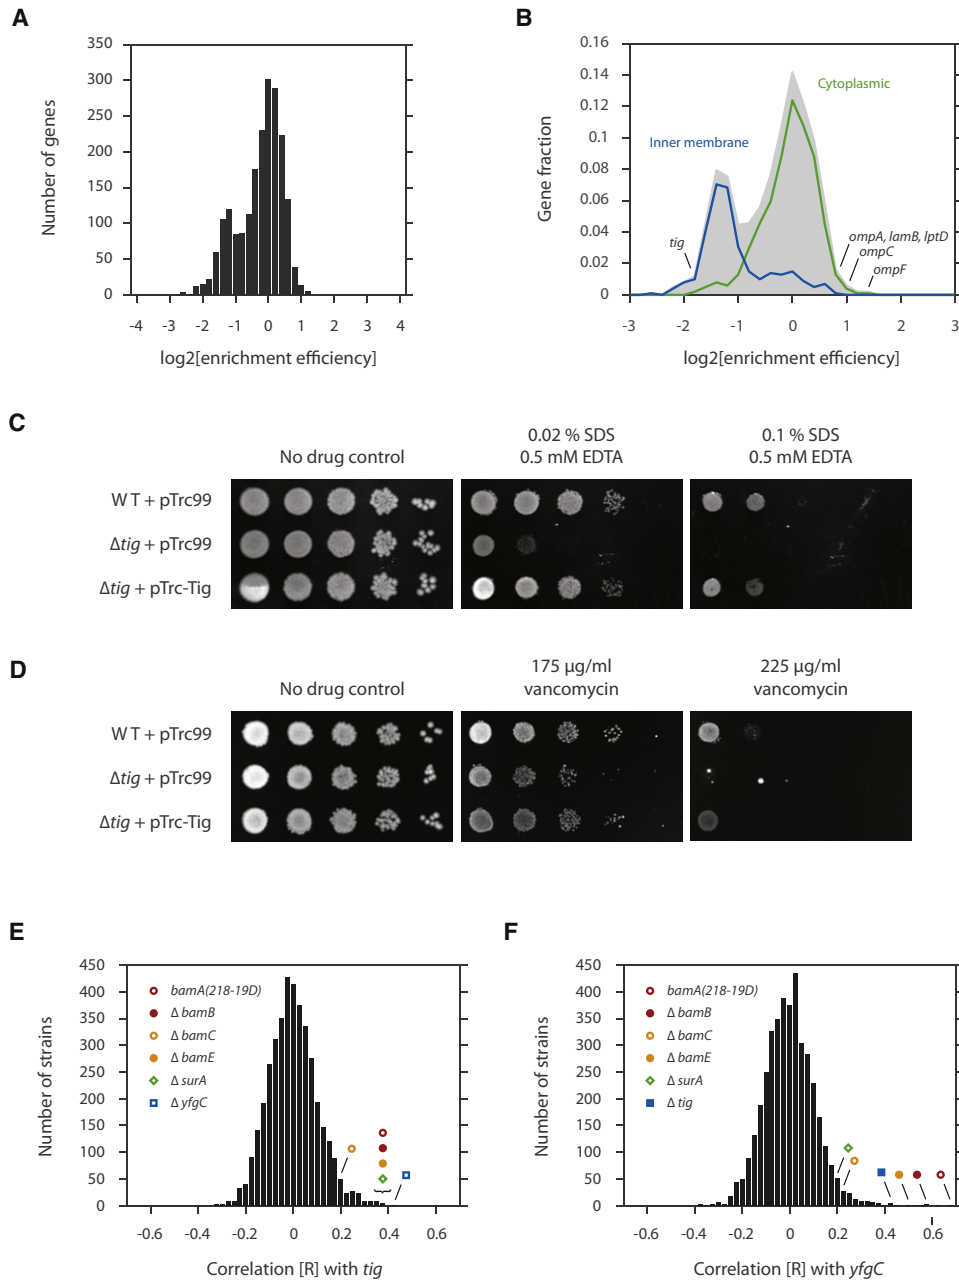 A
350
300
250
200
150
100
50
0
Number of genes
-4 -3 -2 -1 0 1 2 3 4
log2[enrichment efficiency]
B
0.16
0.14
0.12
0.1
0.08
0.06
0.04
0.02
0
Gene fraction
Cytoplasmic
Inner membrane
tig
ompA, lamB, lptD
ompC
ompF
-3 -2 -1 0 1 2 3
log2[enrichment efficiency]
C
No drug control
0.02 % SDS
0.5 mM EDTA
0.1 % SDS
0.5 mM EDTA
WT + pTrc99
Δtig + pTrc99
Δtig + pTrc-Tig
D
No drug control
175 µg/ml
vancomycin
225 µg/ml
vancomycin
WT + pTrc99
Δtig + pTrc99
Δtig + pTrc-Tig
E
450
400
350
300
250
200
150
100
50
0
Number of strains
bamA(218-19D)
Δ bamB
Δ bamC
Δ bamE
Δ surA
Δ yfgC
-0.6 -0.4 -0.2 0 0.2 0.4 0.6
Correlation [R] with tig
F
450
400
350
300
250
200
150
100
50
0
Number of strains
bamA(218-19D)
Δ bamB
Δ bamC
Δ bamE
Δ surA
Δ tig
-0.6 -0.4 -0.2 0 0.2 0.4 0.6
Correlation [R] with yfgC